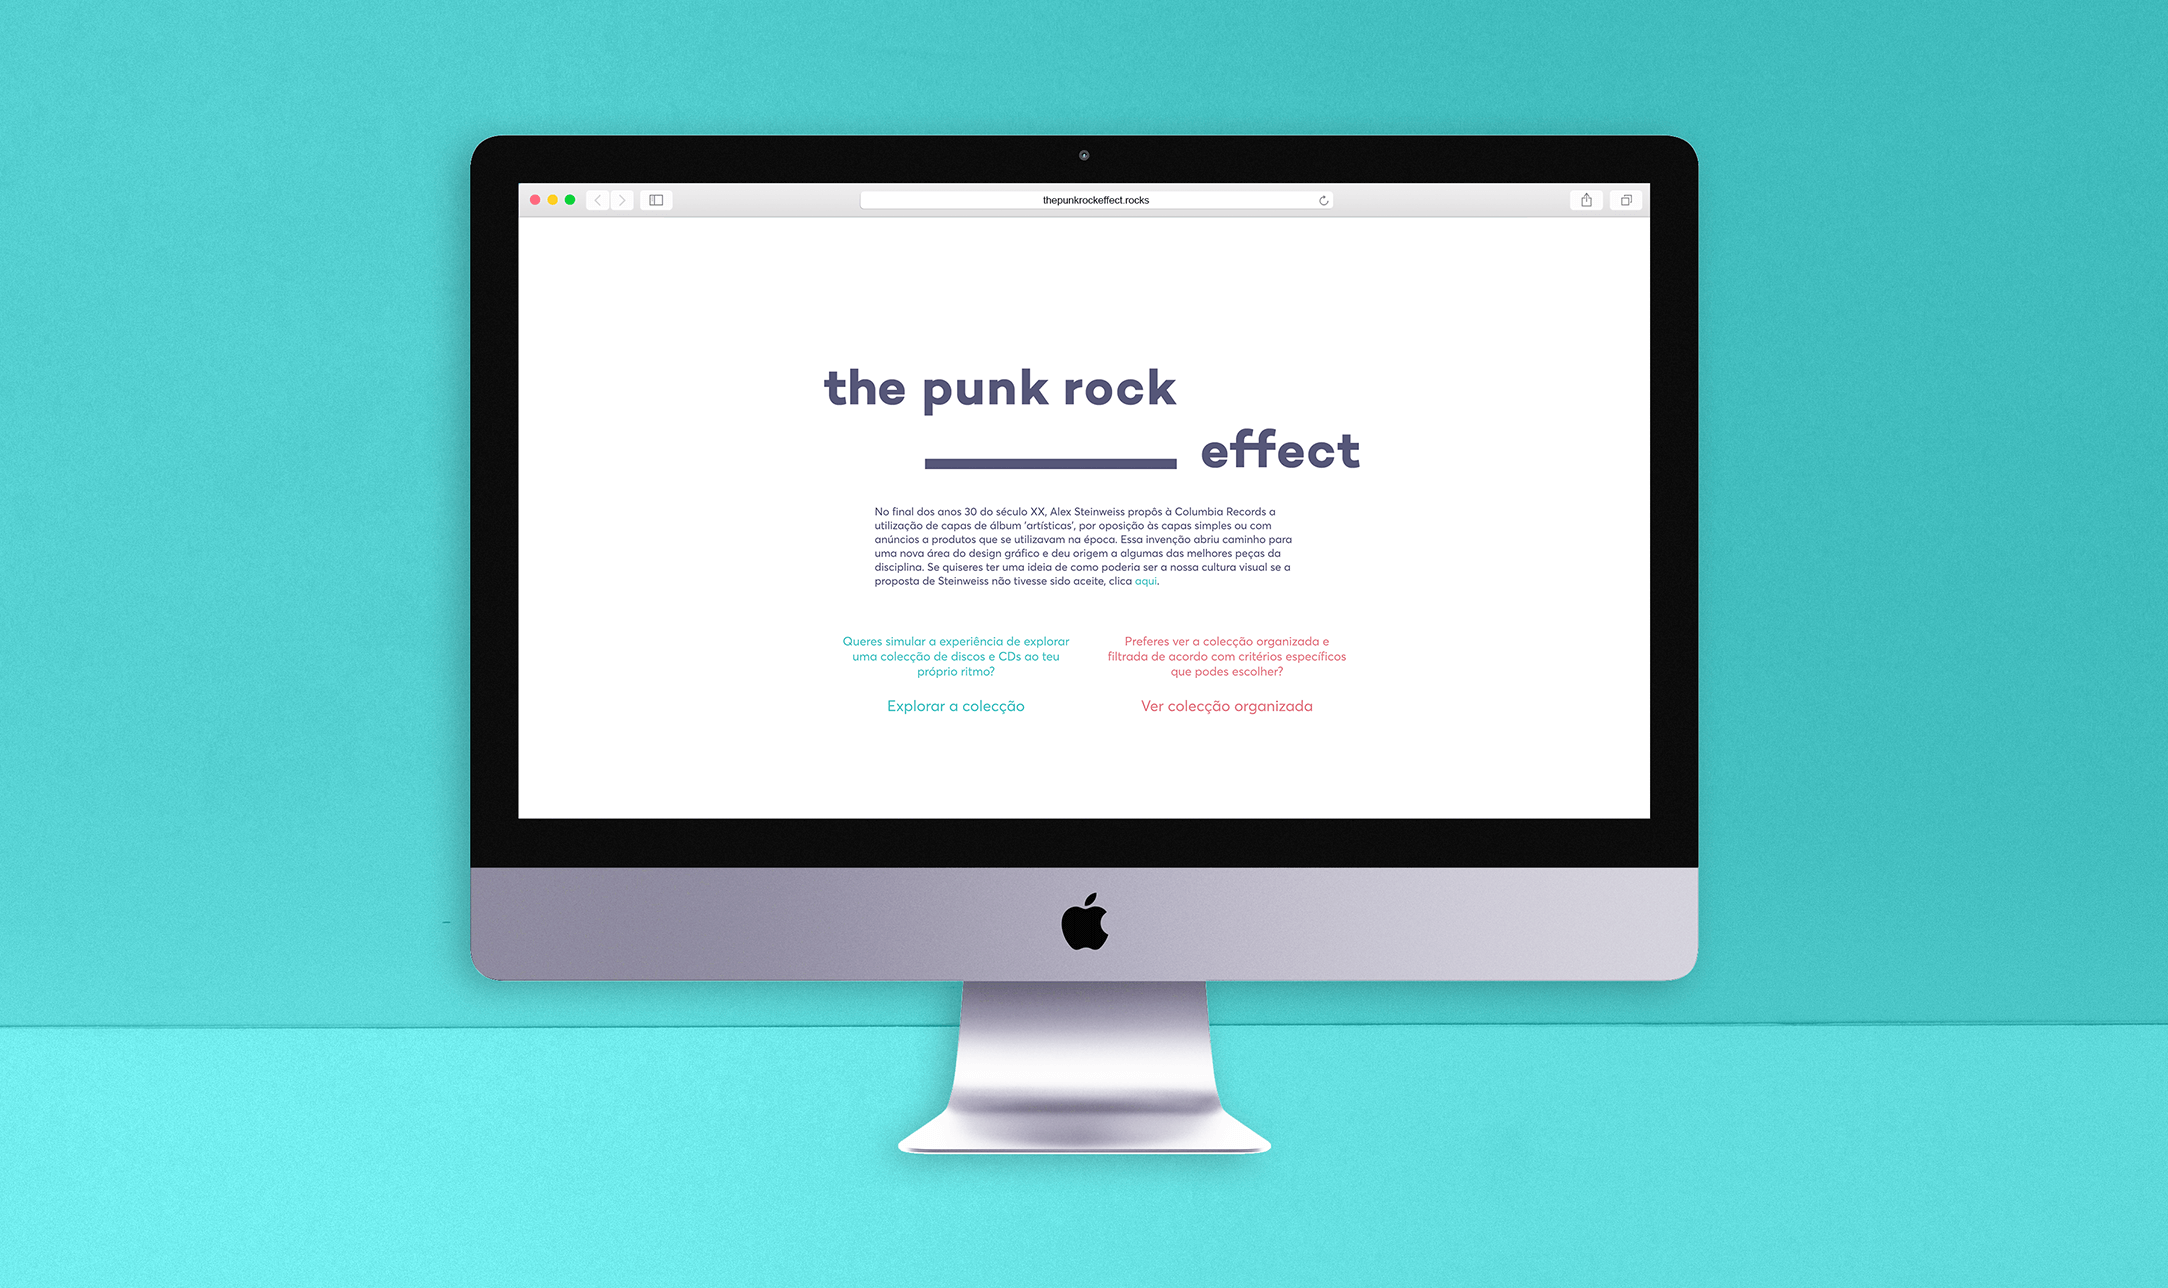 thepunkrockeffect.rocks
the punk rock
effect
No final dos anos 30 do século XX, Alex Steinweiss propôs à Columbia Records a
utilização de capas de álbum 'artísticas', por oposição às capas simples ou com
anúncios a produtos que se utilizavam na época. Essa invenção abriu caminho para
uma nova área do design gráfico e deu origem a algumas das melhores peças da
disciplina. Se quiseres ter uma ideia de como poderia ser a nossa cultura visual se a
proposta de Steinweiss não tivesse sido aceite, clica aqui.
Queres simular a experiência de explorar
uma colecção de discos e CDs ao teu
próprio ritmo?
Explorar a colecção
Preferes ver a colecção organizada e
filtrada de acordo com critérios específicos
que podes escolher?
Ver colecção organizada